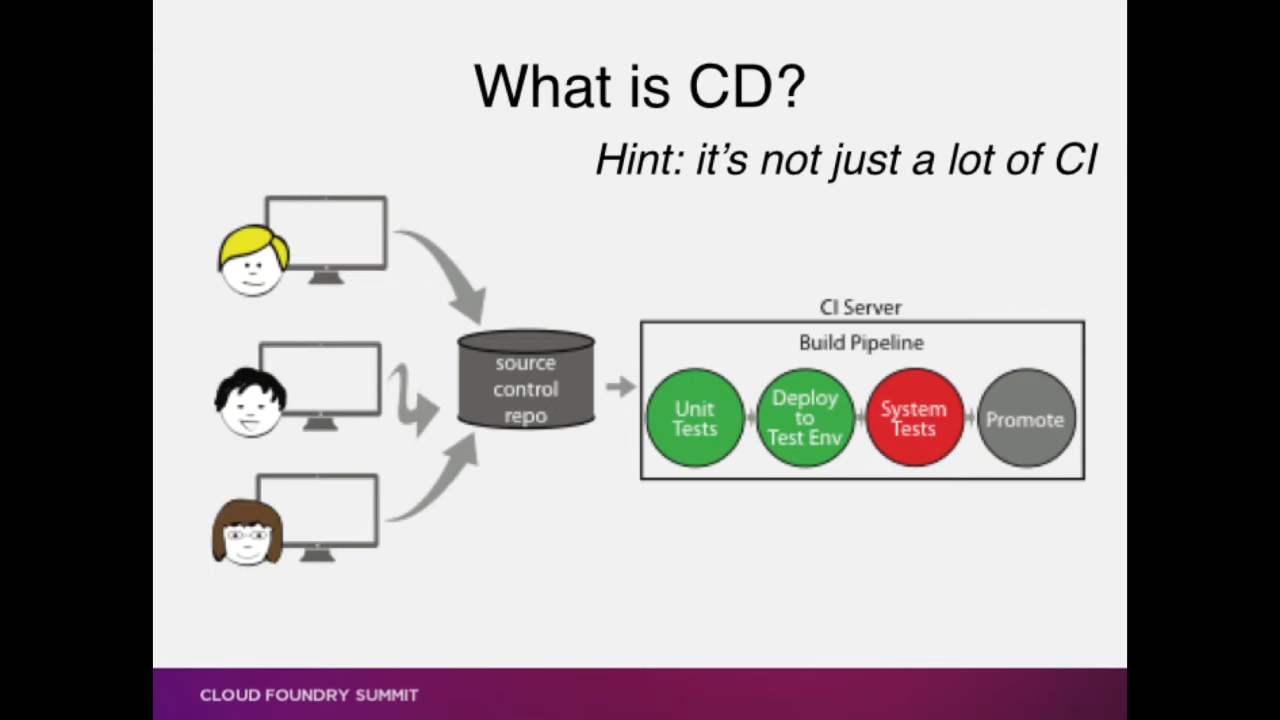 What is CD?
Hint: it's not just a lot of CI
source
control
repo
CI Server
Build Pipeline
Unit
Tests
Deploy
to
Test Env
System
Tests
Promote
CLOUD FOUNDRY SUMMIT